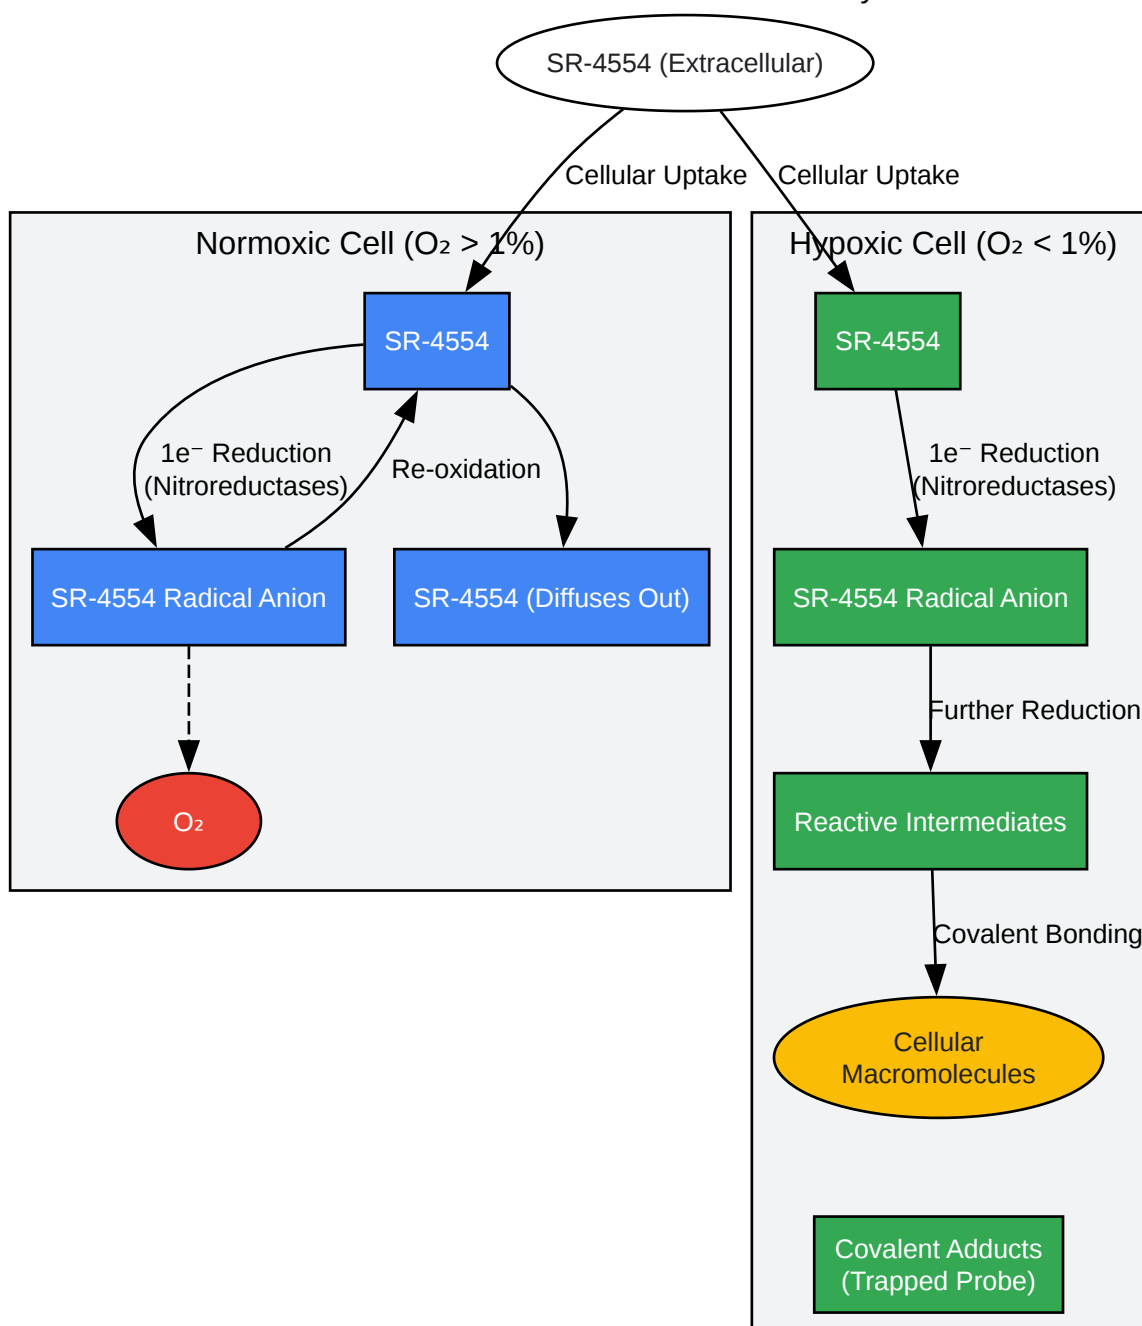 SR-4554 (Extracellular)
Cellular Uptake
Cellular Uptake
Normoxic Cell (O₂ > 1%)
SR-4554
1e⁻ Reduction
(Nitroreductases)
Re-oxidation
SR-4554 Radical Anion
SR-4554 (Diffuses Out)
O₂
Hypoxic Cell (O₂ < 1%)
SR-4554
1e⁻ Reduction
(Nitroreductases)
SR-4554 Radical Anion
Further Reduction
Reactive Intermediates
Covalent Bonding
Cellular
Macromolecules
Covalent Adducts
(Trapped Probe)